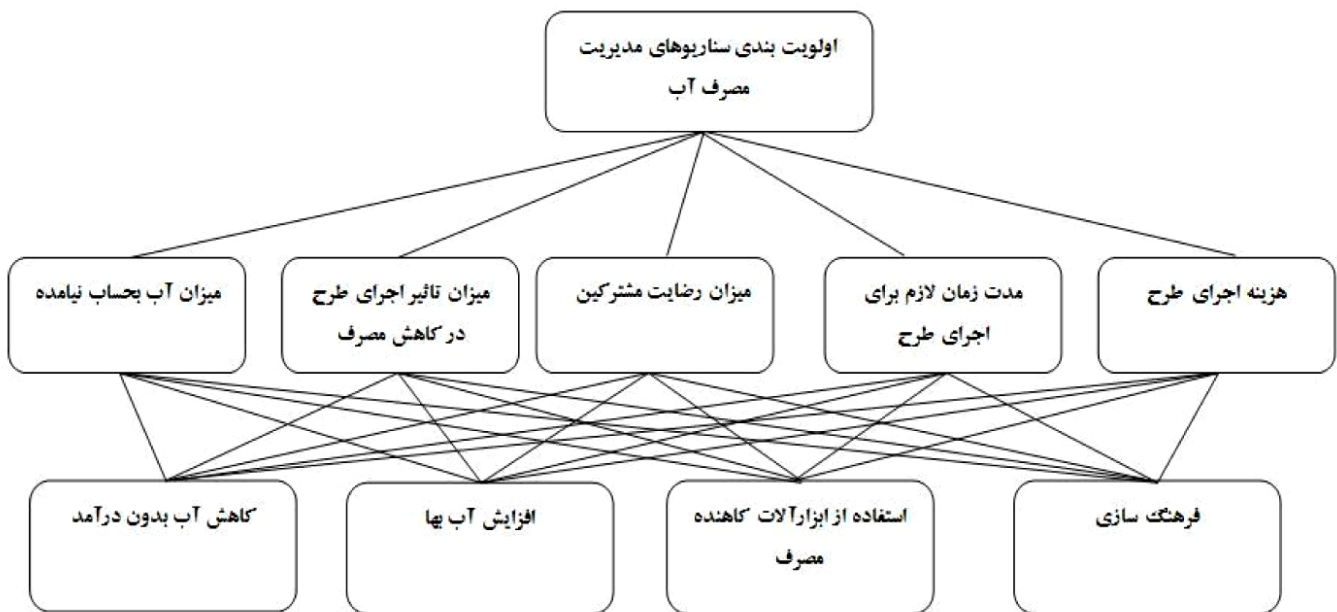 اولویت بندی سناریوهای مدیریت
مصرف آب
هزینه اجرای طرح
مدت زمان لازم برای
اجرای طرح
میزان رضایت مشترکین
میزان تاثیر اجرای طرح
در کاهش مصرف
میزان آب بحساب نیامده
فرهنگ سازی
استفاده از ابزارآلات کاهنده
مصرف
افزایش آب بها
کاهش آب بدون درآمد